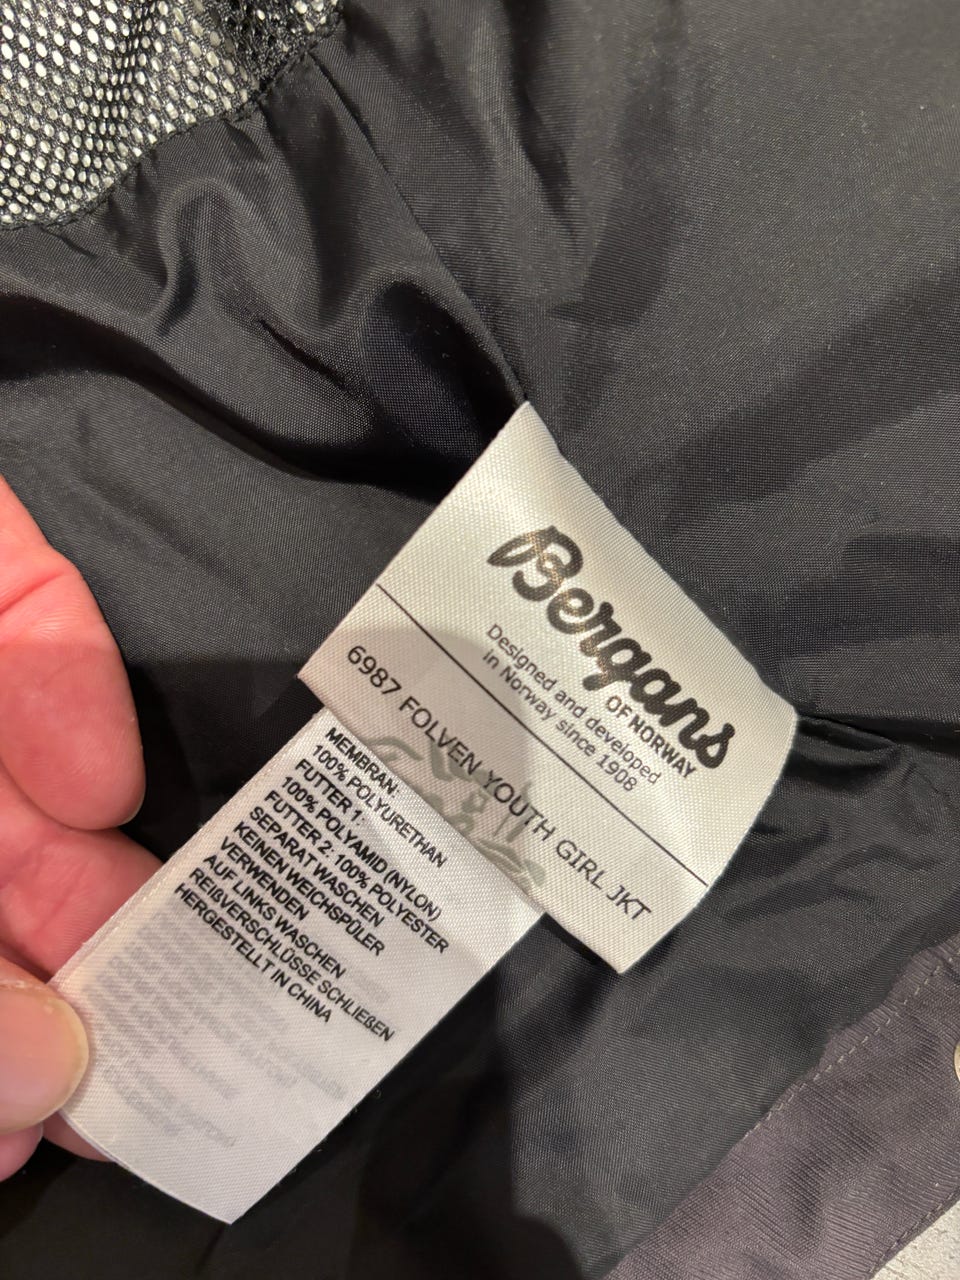 Bergans
OF NORWAY
Designed and developed
in Norway since 1908
6987 FOLVEN YOUTH GIRL JKT
MEMBRAN:
100% POLYURETHAN
FUTTER 1:
100% POLYAMID (NYLON)
FUTTER 2: 100% POLYESTER
SEPARAT WASCHEN
KEINEN WEICHSPÜLER
VERWENDEN
AUF LINKS WASCHEN
REIßVERSCHLÜSSE SCHLIEßEN
HERGESTELLT IN CHINA